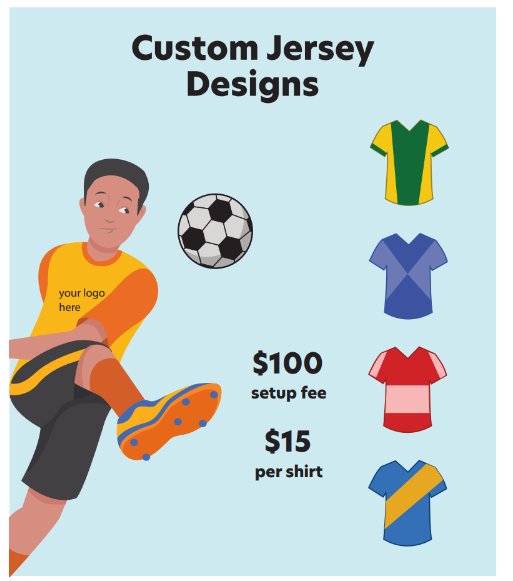 Custom Jersey
Designs
your logo
here
$100
setup fee
$15
per shirt